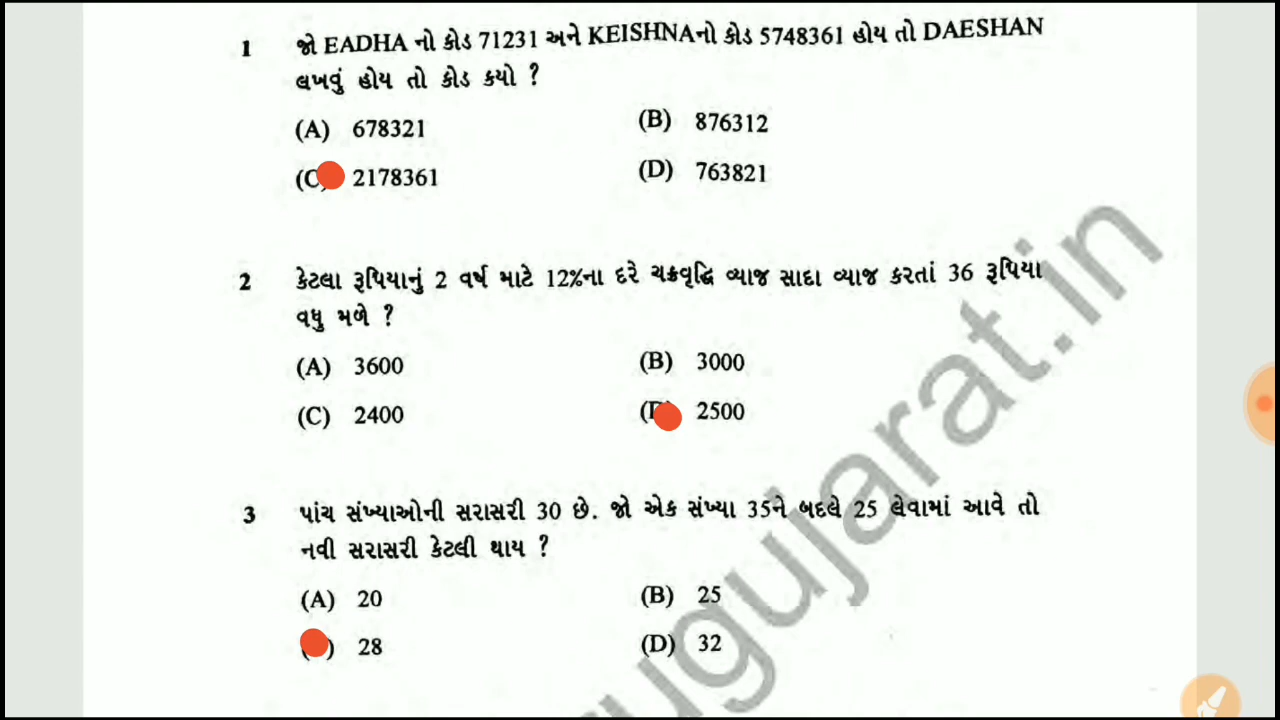 1 જો EADHA નો કોડ 71231 અને KEISHNAનો કોડ 5748361 હોય તો DAESHAN
લખવું હોય તો કોડ કયો ?
(A) 678321 (B) 876312
(C) 2178361 (D) 763821
2 કેટલા રૂપિયાનું 2 વર્ષ માટે 12%ના દરે ચક્રવૃદ્ધિ વ્યાજ સાદા વ્યાજ કરતાં 36 રૂપિયા
વધુ મળે ?
(A) 3600 (B) 3000
(C) 2400 (D) 2500
3 પાંચ સંખ્યાઓની સરાસરી 30 છે. જો એક સંખ્યા 35ને બદલે 25 લેવામાં આવે તો
નવી સરાસરી કેટલી થાય ?
(A) 20 (B) 25
) 28 (D) 32
ugujarat.in